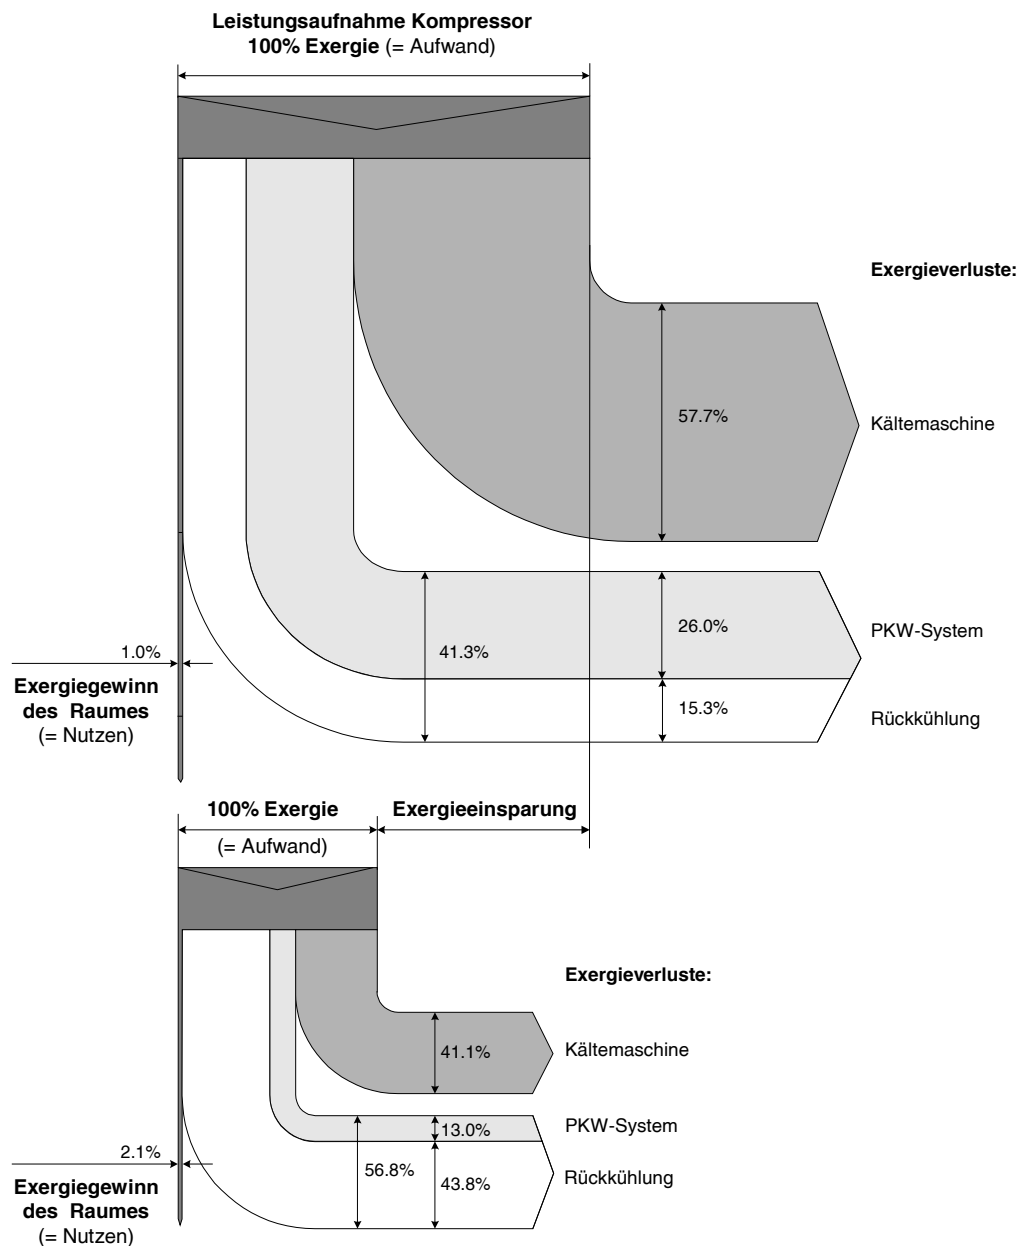 Leistungsaufnahme Kompressor
100% Exergie (= Aufwand)
Exergieverluste:
57.7%
Kältemaschine
26.0%
PKW-System
41.3%
1.0%
Exergiegewinn
des Raumes
(= Nutzen)
15.3%
Rückkühlung
100% Exergie
(= Aufwand)
Exergieeinsparung
Exergieverluste:
41.1%
Kältemaschine
13.0%
PKW-System
2.1%
56.8%
43.8%
Rückkühlung
Exergiegewinn
des Raumes
(= Nutzen)